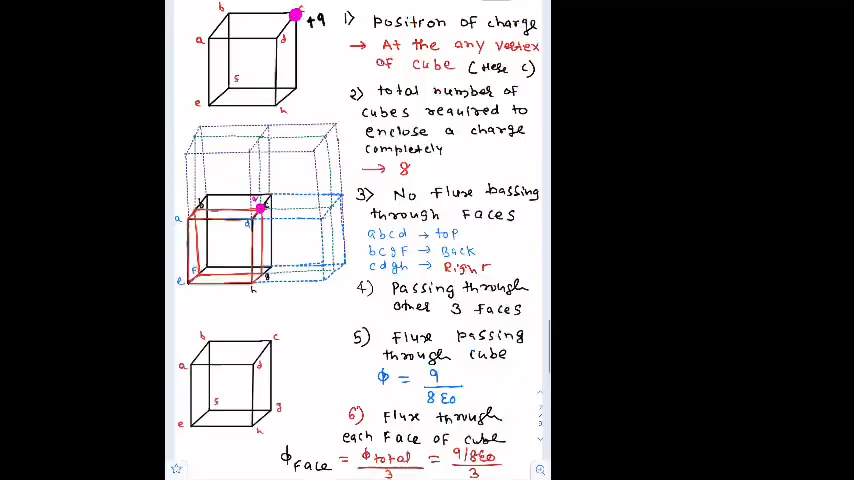 b
c
+q
a
d
s
e
h
1) position of charge
→ At the any vertex
of cube (Here c)
2) total number of
cubes required to
enclose a charge
completely
→ 8
b
c
a
d
F
g
e
h
3) No Flux passing
through Faces
abcd → top
bcgF → Back
cdgh → Right
4) Passing through
other 3 Faces
b
c
a
d
s
g
e
h
5) Flux passing
through cube
ϕ = q / 8ε0
6) Flux through
each Face of cube
ϕFace = ϕtotal / 3 = q/8ε0 / 3